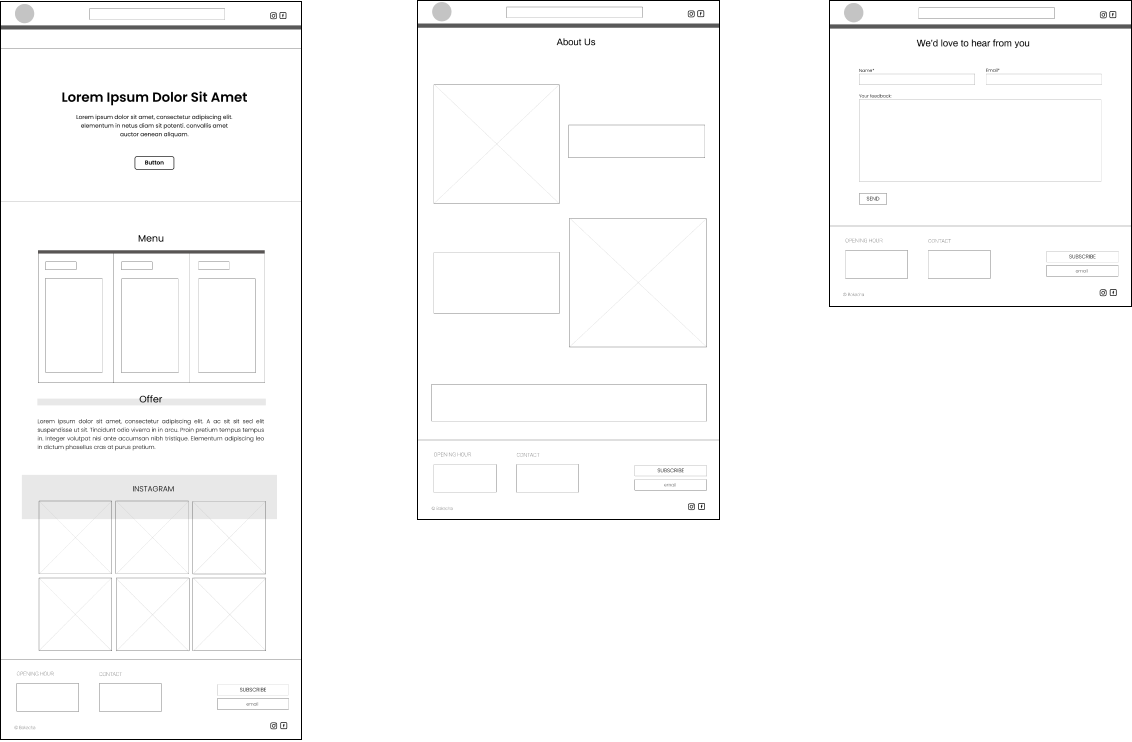 Lorem Ipsum Dolor Sit Amet
Lorem ipsum dolor sit amet, consectetur adipiscing elit.
elementum in netus diam sit potenti. convallis amet
auctor aenean aliquam.
Button
Menu
Offer
Lorem ipsum dolor sit amet, consectetur adipiscing elit. A ac sit sit sed elit
suspendisse ut sit. Tincidunt odio viverra in in arcu. Proin pretium tempus tempus
in. Integer volutpat nisi ante accumsan nibh tristique. Elementum adipiscing leo
in dictum phasellus cras at purus pretium.
INSTAGRAM
OPENING HOUR
CONTACT
SUBSCRIBE
email
About Us
OPENING HOUR
CONTACT
SUBSCRIBE
email
We'd love to hear from you
Name*
Email*
Your feedback
SEND
OPENING HOUR
CONTACT
SUBSCRIBE
email